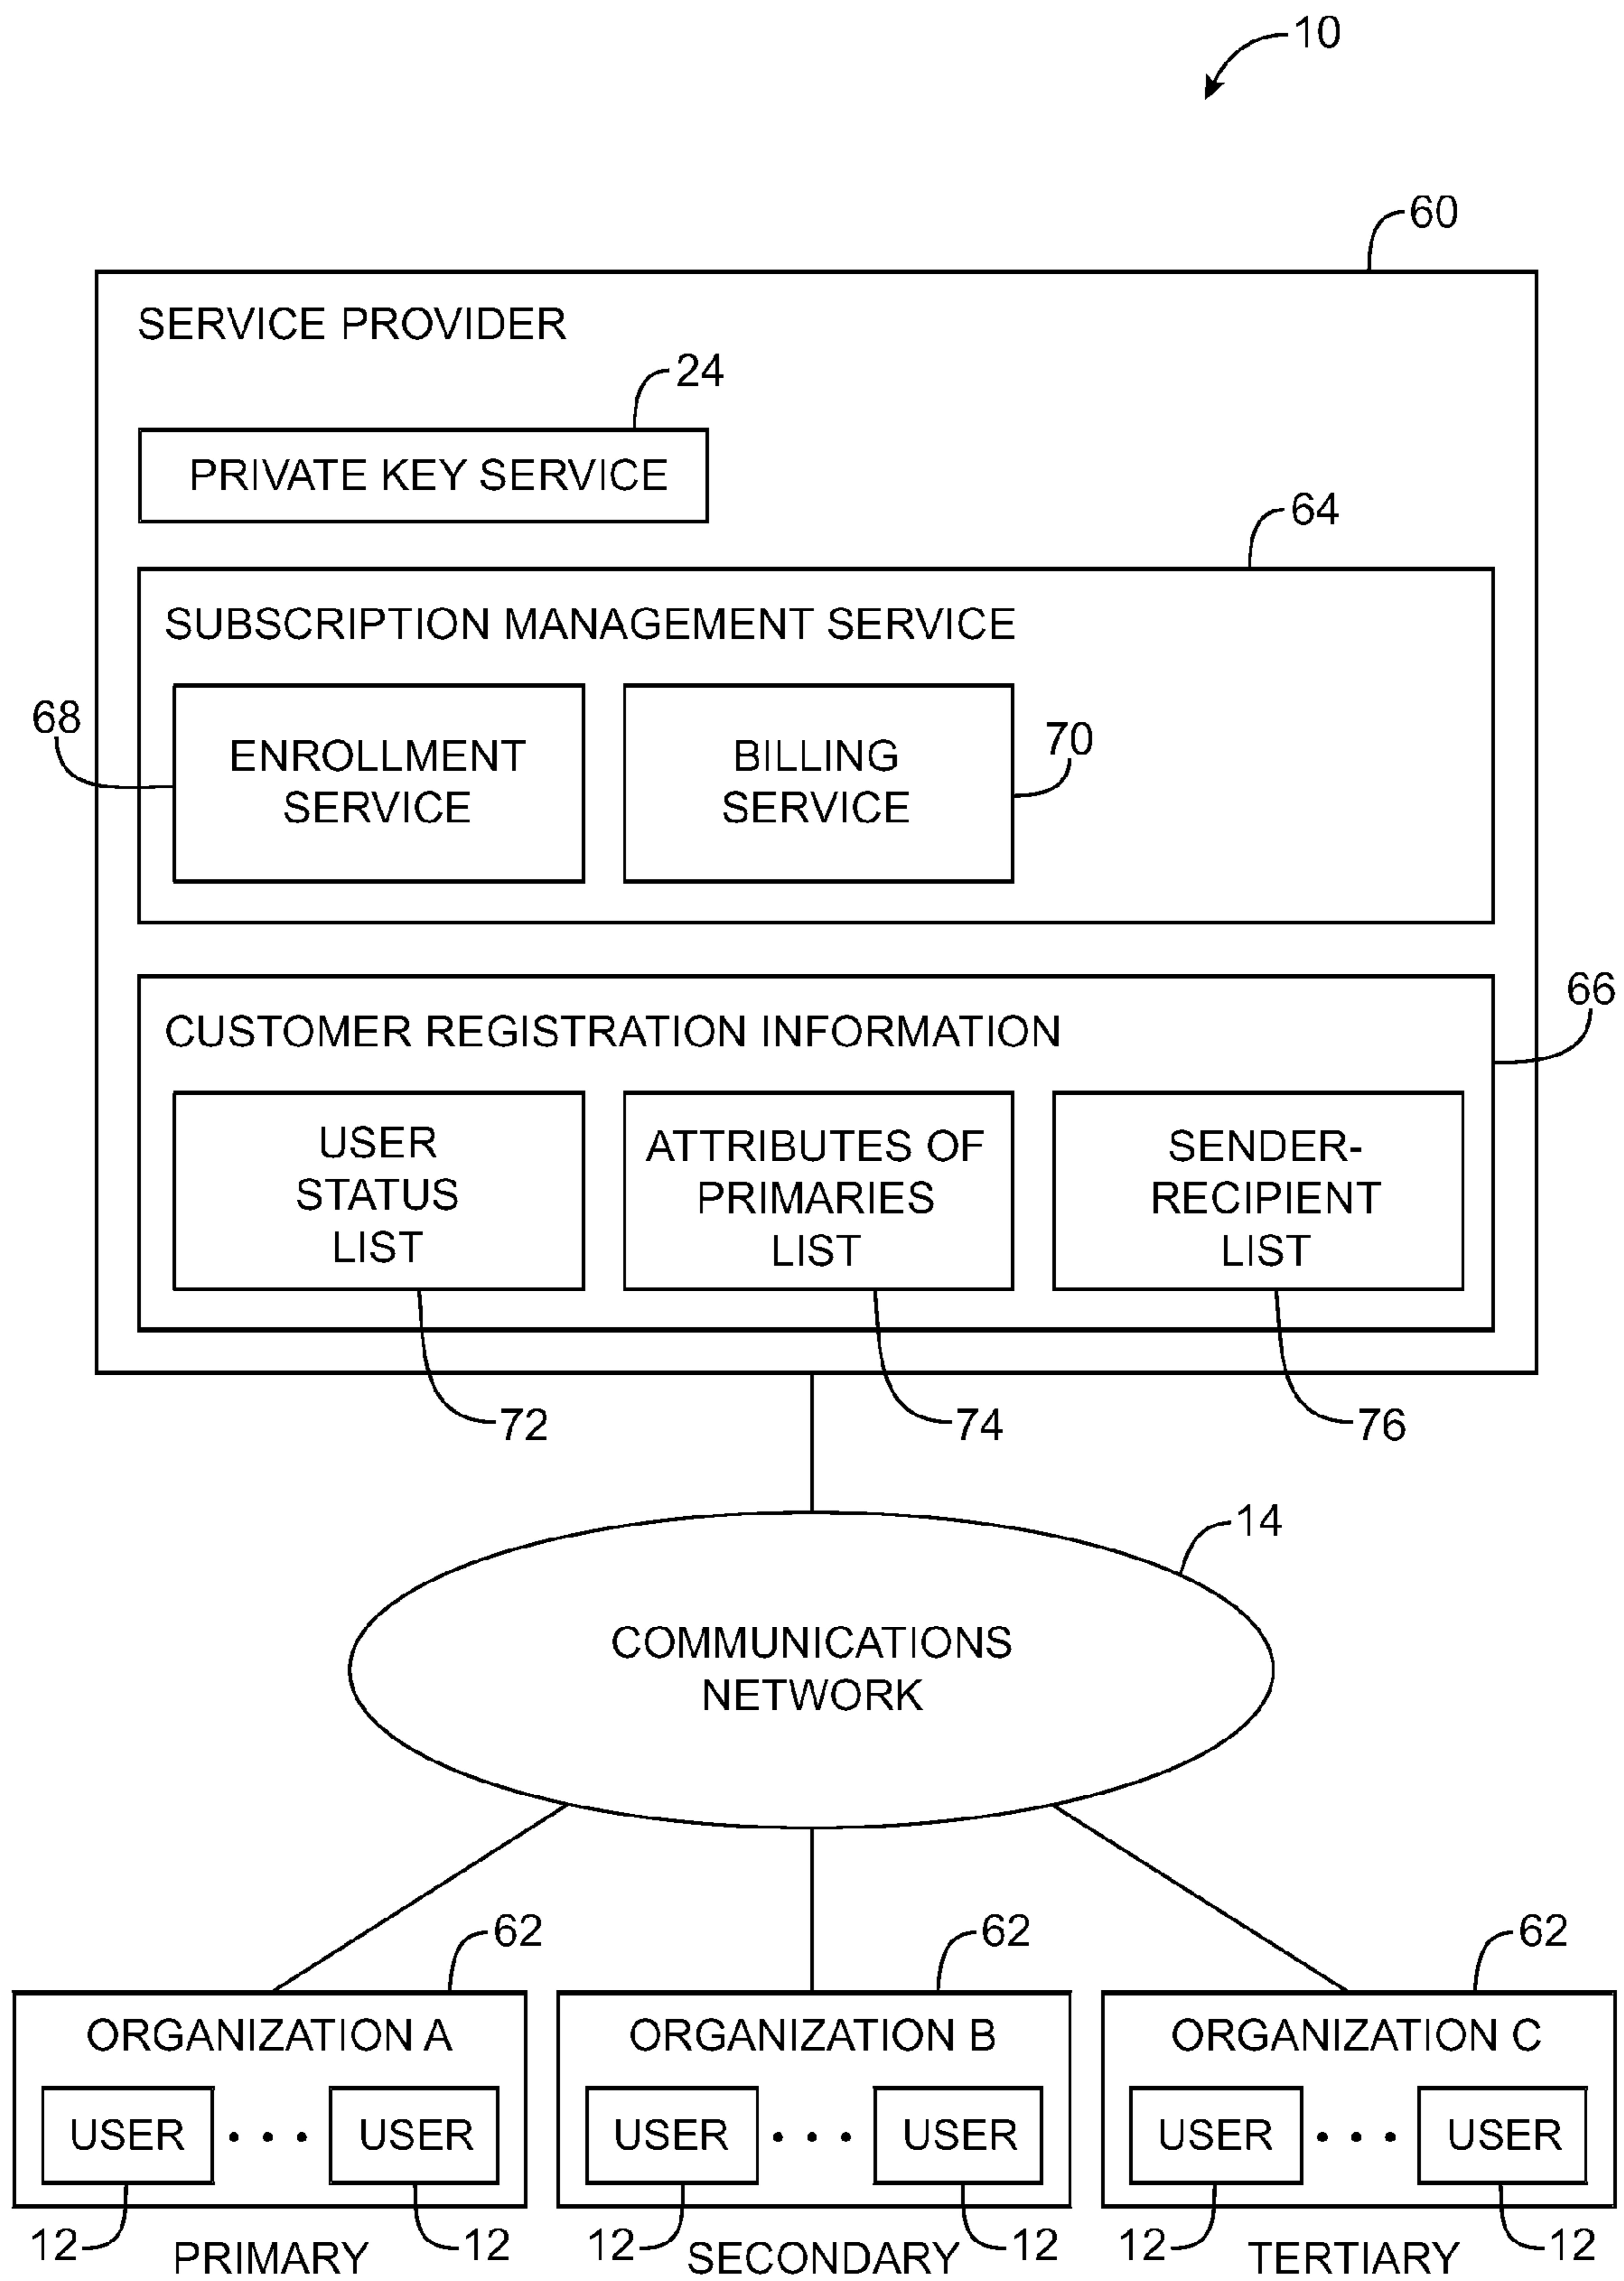 10
60
SERVICE PROVIDER
24
PRIVATE KEY SERVICE
64
SUBSCRIPTION MANAGEMENT SERVICE
68
ENROLLMENT
SERVICE
BILLING
SERVICE
70
66
CUSTOMER REGISTRATION INFORMATION
USER
STATUS
LIST
ATTRIBUTES OF
PRIMARIES
LIST
SENDER-
RECIPIENT
LIST
72
74
76
14
COMMUNICATIONS
NETWORK
62
62
62
ORGANIZATION A
USER • • • USER
12
12
PRIMARY
ORGANIZATION B
USER • • • USER
12
12
SECONDARY
ORGANIZATION C
USER • • • USER
12
12
TERTIARY